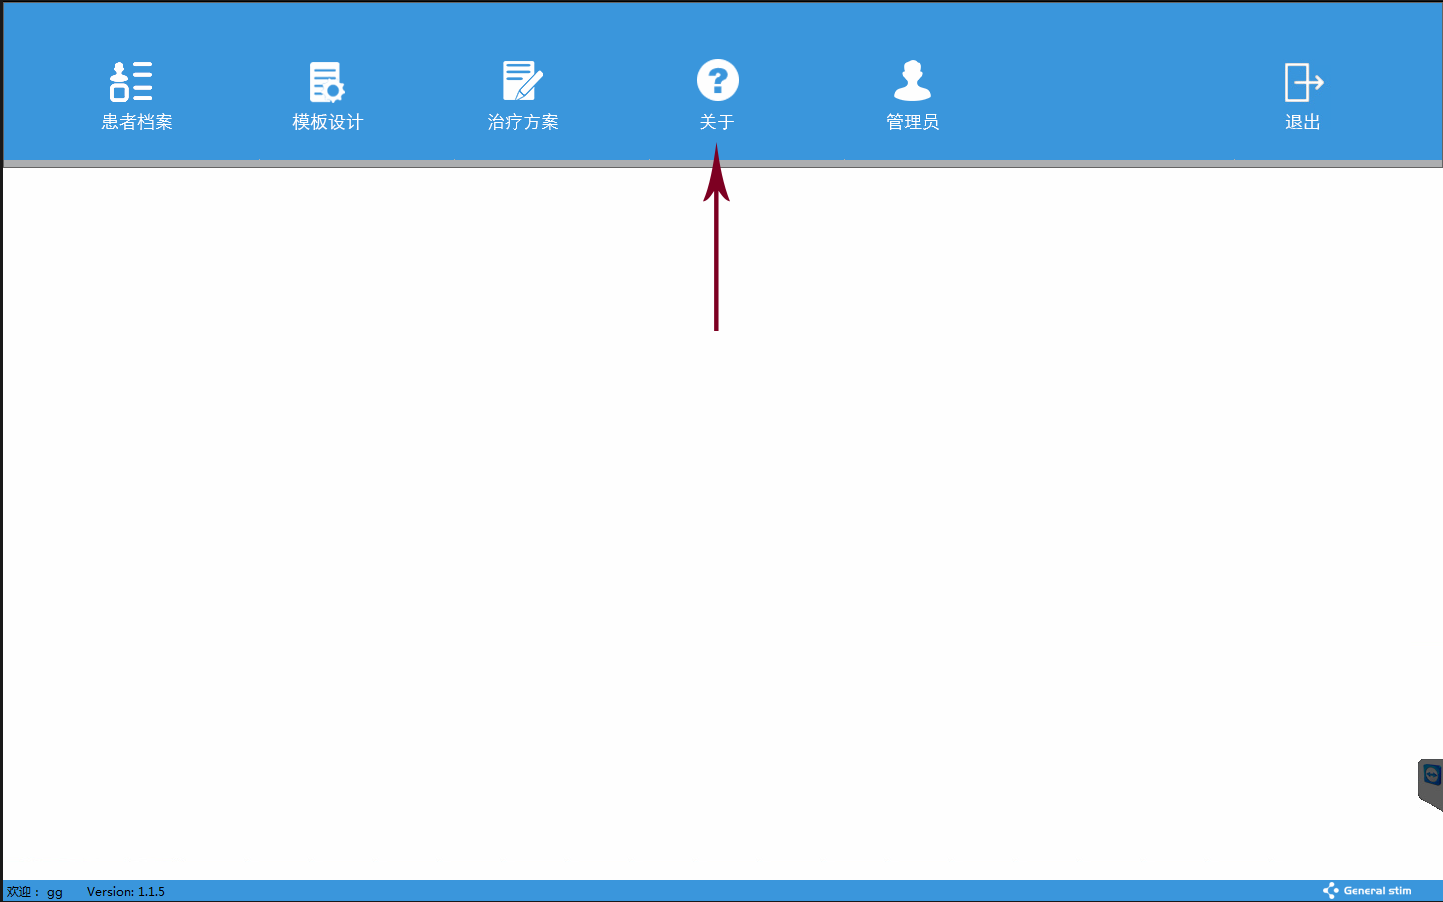 患者档案
模板设计
治疗方案
关于
管理员
退出
欢迎： gg Version: 1.1.5
General stim